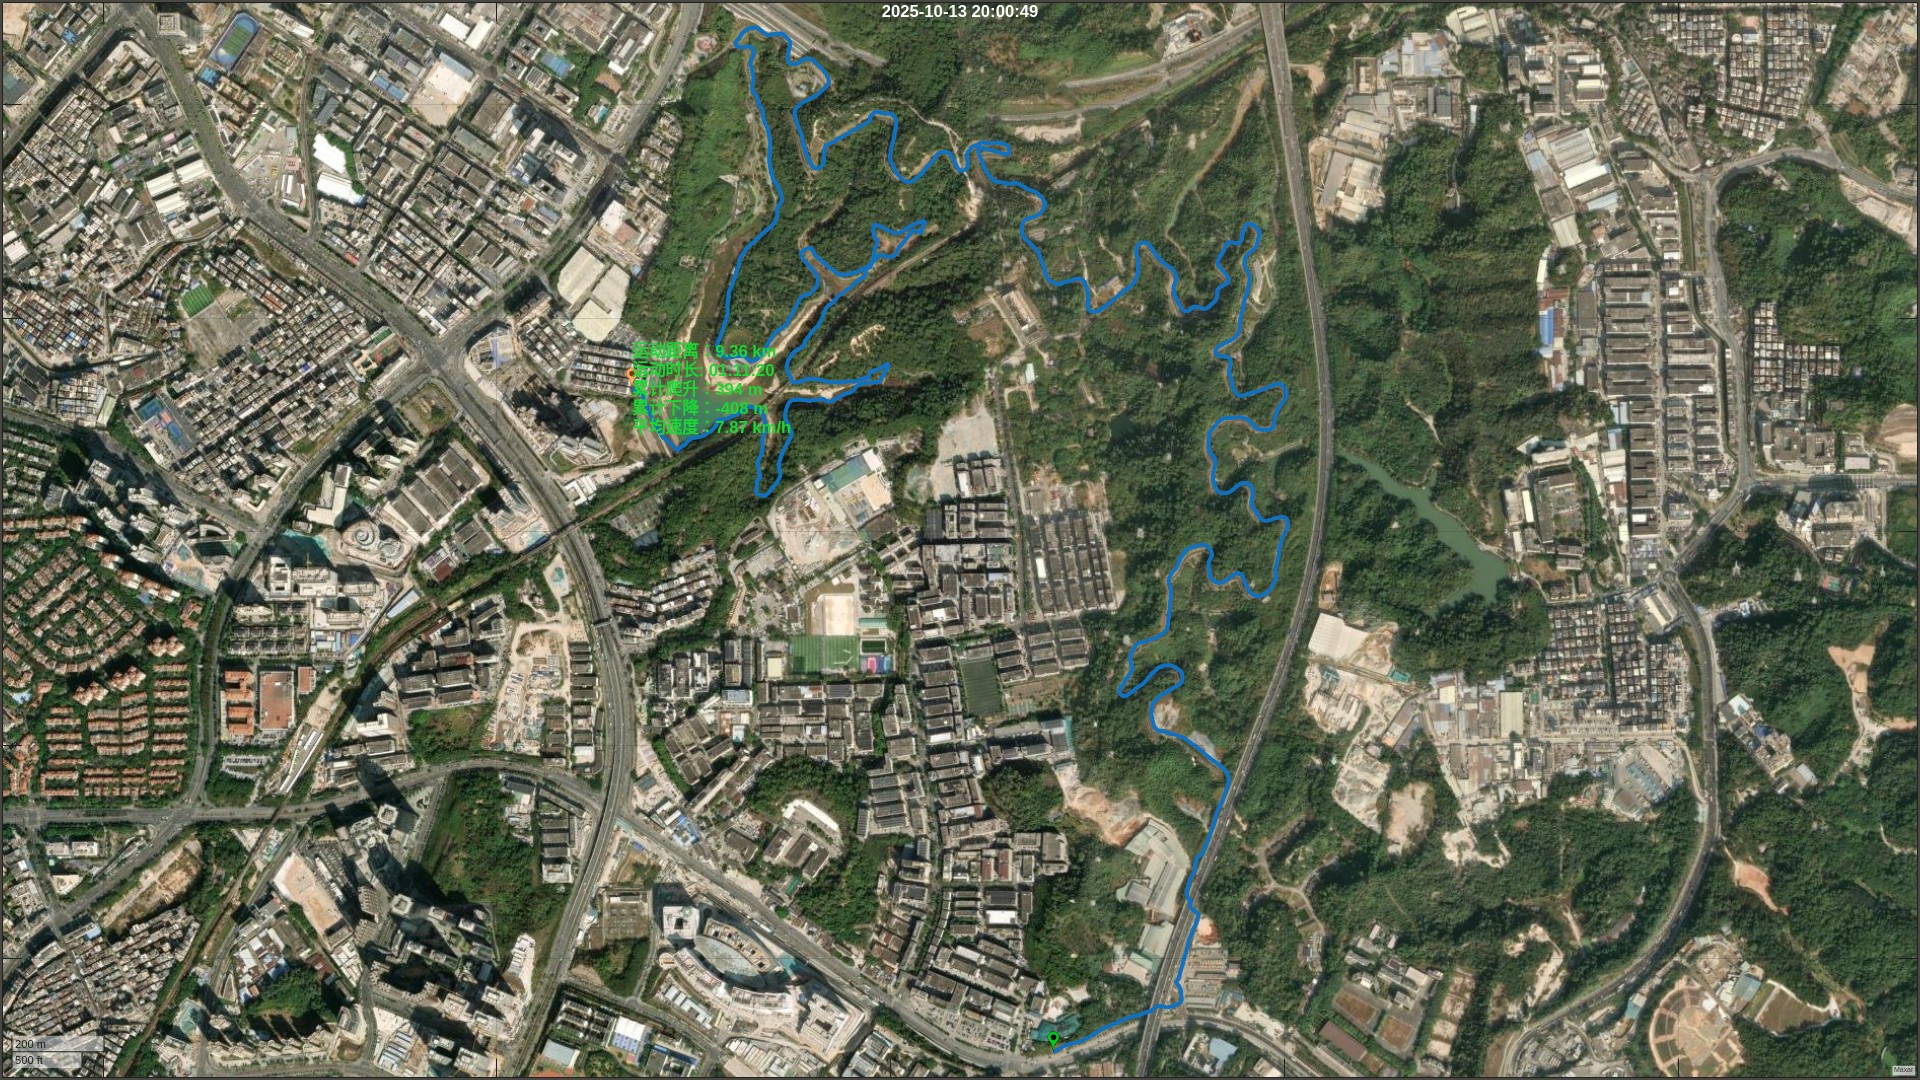 2025-10-13 20:00:49
运动距离：9.36 km
运动时长: 01:11:20
累计爬升：394 m
累计下降：-408 m
平均速度：7.87 km/h
200 m
500 ft
Maxar